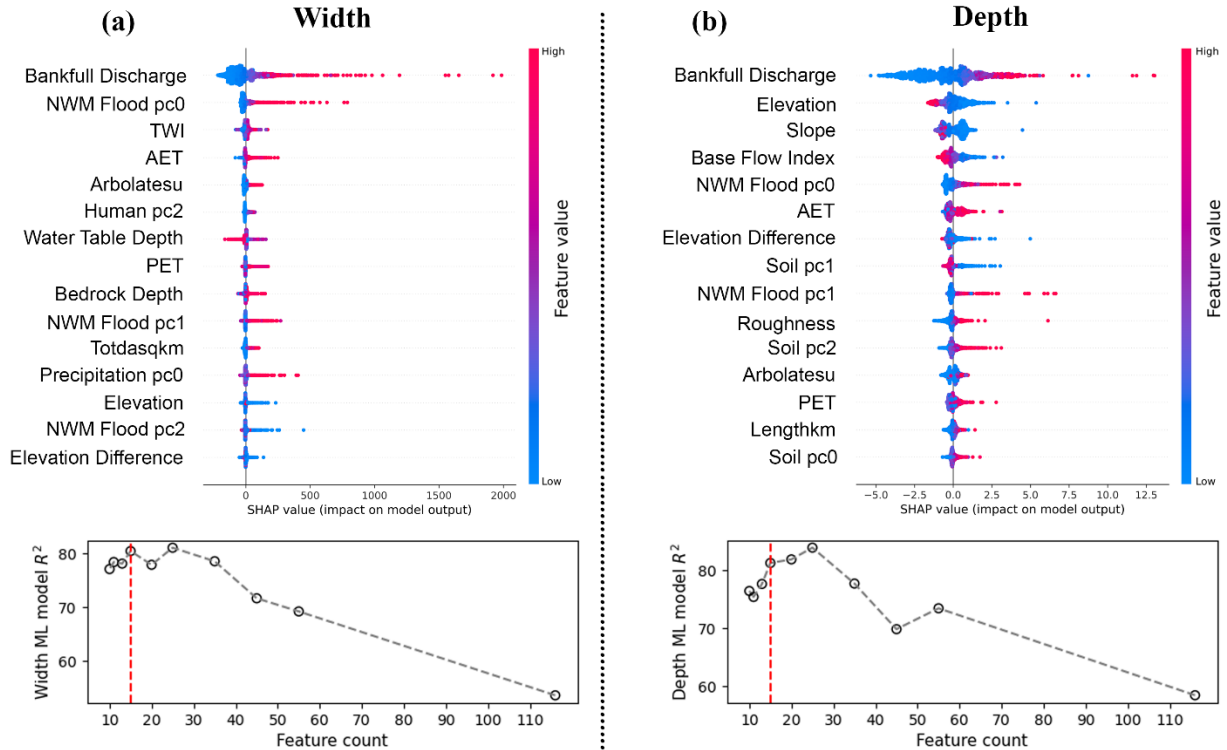 (a)
Width
High
Bankfull Discharge
NWM Flood pc0
TWI
AET
Arbolatesu
Human pc2
Water Table Depth
PET
Bedrock Depth
NWM Flood pc1
Totdasqkm
Precipitation pc0
Elevation
NWM Flood pc2
Elevation Difference
Feature value
Low
0 500 1000 1500 2000
SHAP value (impact on model output)
80
70
60
Width ML model R²
10 20 30 40 50 60 70 80 90 100 110
Feature count
(b)
Depth
High
Bankfull Discharge
Elevation
Slope
Base Flow Index
NWM Flood pc0
AET
Elevation Difference
Soil pc1
NWM Flood pc1
Roughness
Soil pc2
Arbolatesu
PET
Lengthkm
Soil pc0
Feature value
Low
−5.0 −2.5 0.0 2.5 5.0 7.5 10.0 12.5
SHAP value (impact on model output)
80
70
60
Depth ML model R²
10 20 30 40 50 60 70 80 90 100 110
Feature count